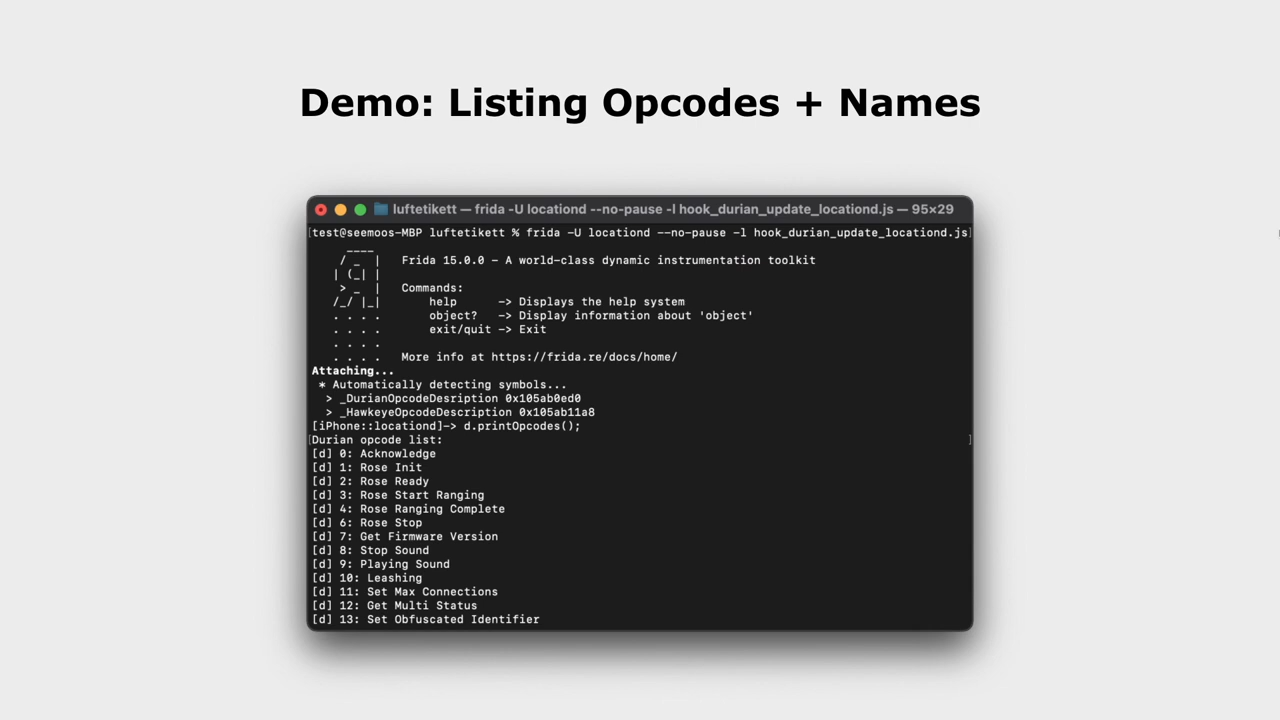 Demo: Listing Opcodes + Names
luftetikett — frida -U locationd --no-pause -l hook_durian_update_locationd.js — 95×29
[test@seemoos-MBP luftetikett % frida -U locationd --no-pause -l hook_durian_update_locationd.js]
     ____
    / _  |   Frida 15.0.0 - A world-class dynamic instrumentation toolkit
   | (_| |
    > _  |   Commands:
   /_/ |_|       help      -> Displays the help system
   . . . .       object?   -> Display information about 'object'
   . . . .       exit/quit -> Exit
   . . . .
   . . . .   More info at https://frida.re/docs/home/
Attaching...
 * Automatically detecting symbols...
  > _DurianOpcodeDesription 0x105ab0ed0
  > _HawkeyeOpcodeDescription 0x105ab11a8
[iPhone::locationd]-> d.printOpcodes();
[Durian opcode list: ]
[d] 0: Acknowledge
[d] 1: Rose Init
[d] 2: Rose Ready
[d] 3: Rose Start Ranging
[d] 4: Rose Ranging Complete
[d] 6: Rose Stop
[d] 7: Get Firmware Version
[d] 8: Stop Sound
[d] 9: Playing Sound
[d] 10: Leashing
[d] 11: Set Max Connections
[d] 12: Get Multi Status
[d] 13: Set Obfuscated Identifier